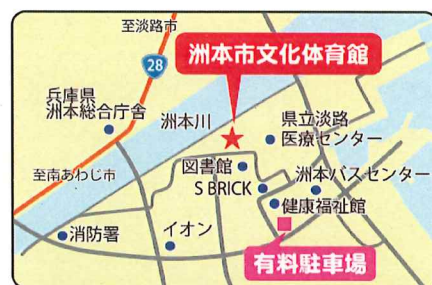 至淡路市
28
洲本市文化体育館
兵庫県
洲本総合庁舎
洲本川
県立淡路
医療センター
至南あわじ市
図書館
S BRICK
洲本バスセンター
健康福祉館
消防署
イオン
有料駐車場